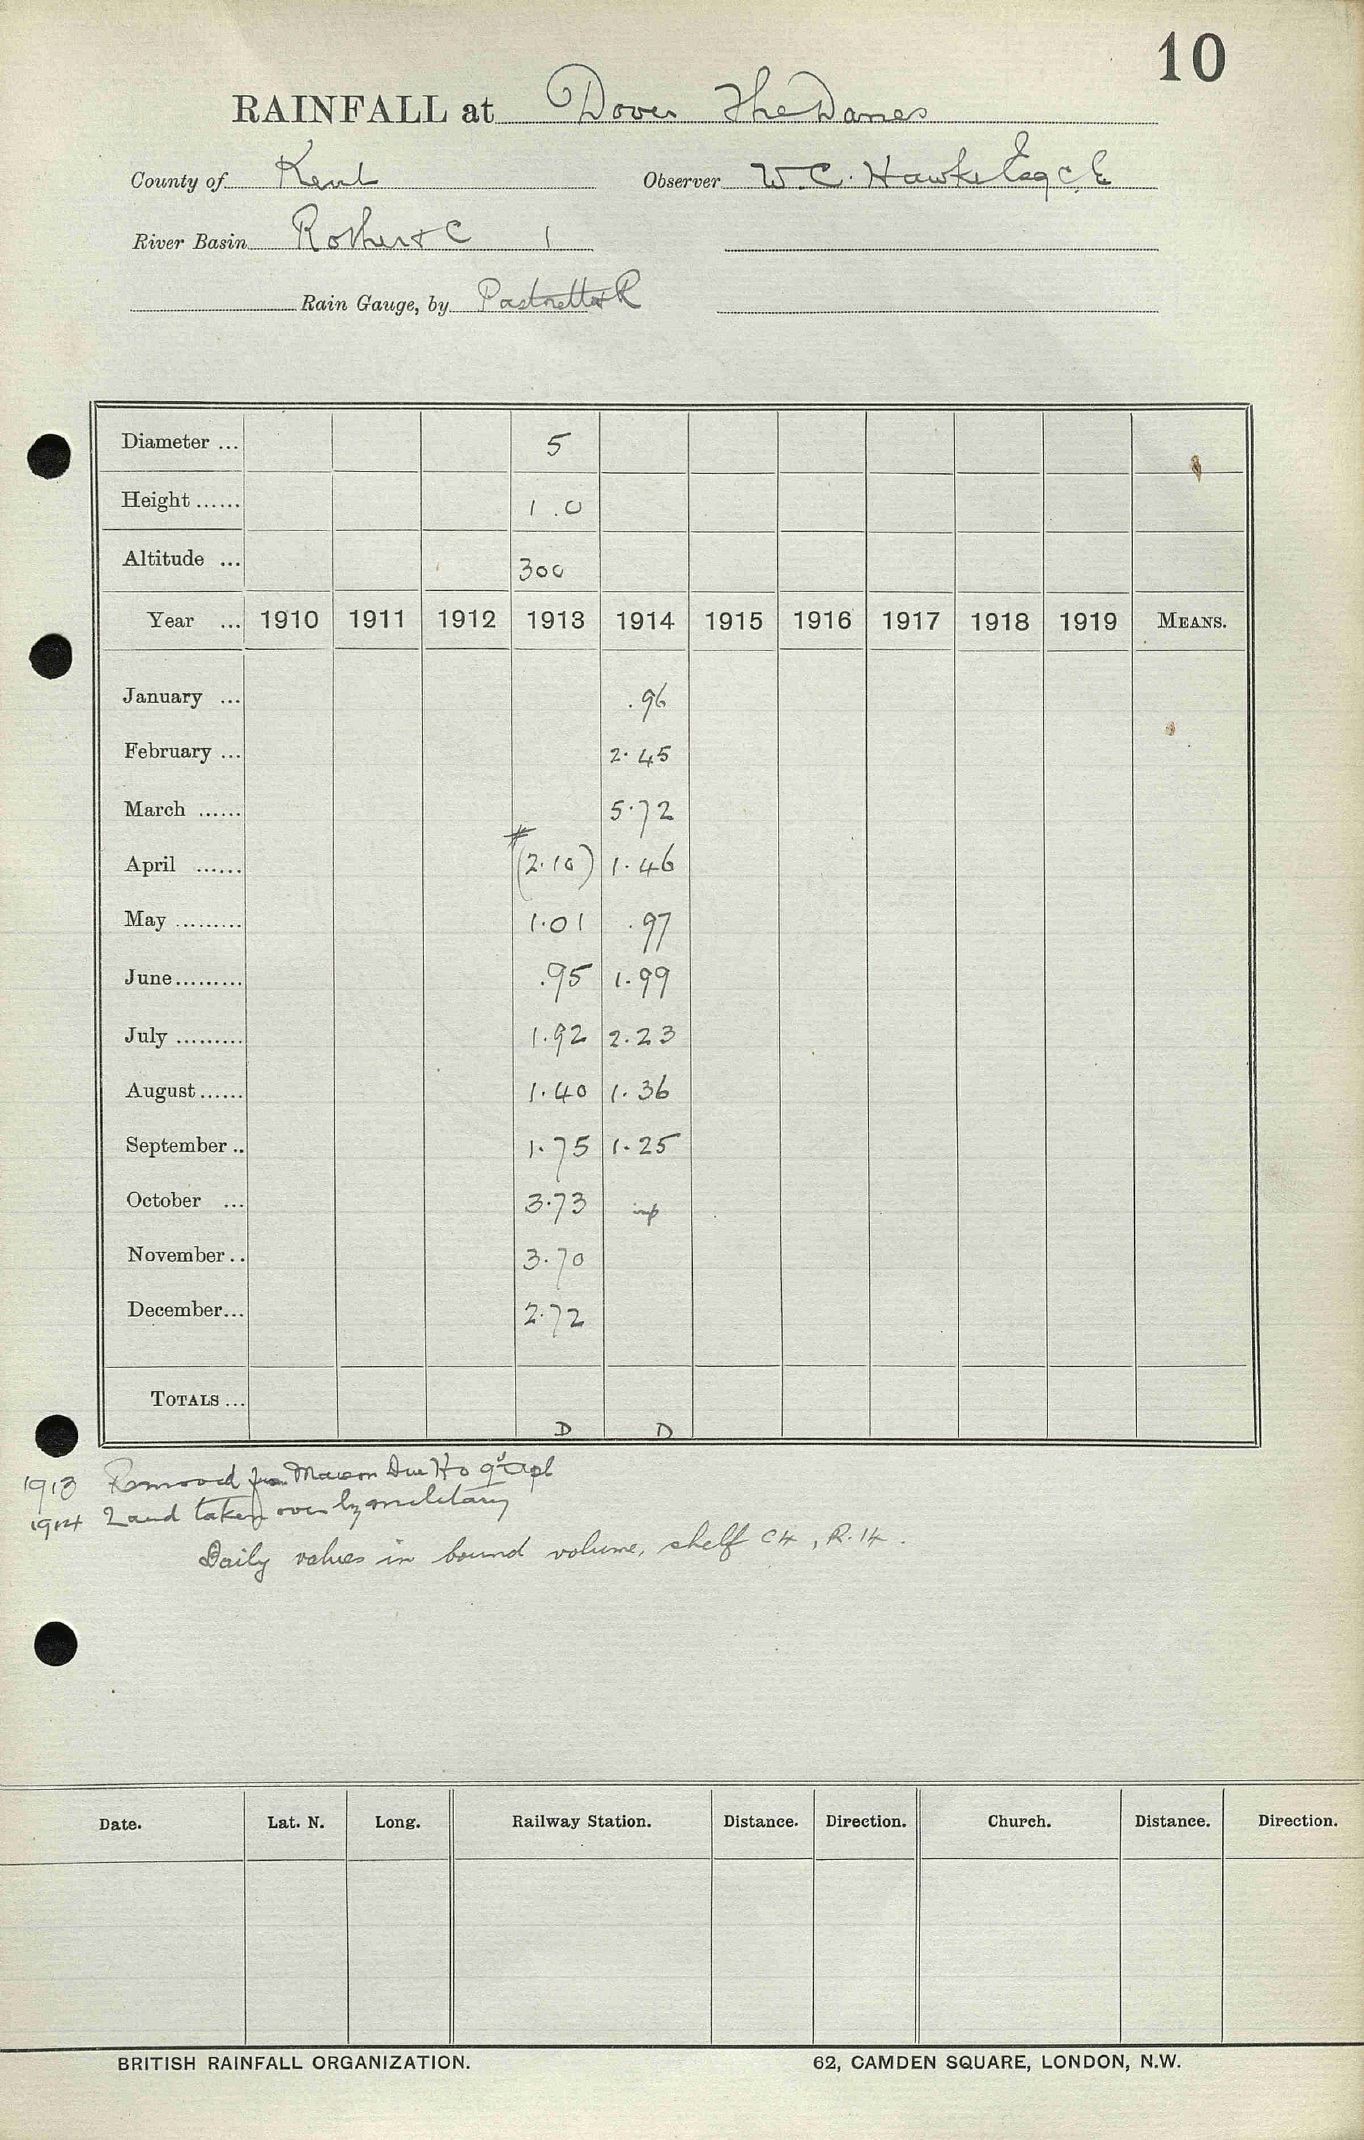 10
RAINFALL at Dover The Danes
County of Kent Observer W. C. Hawke Esq C.E
River Basin Rother & C 1
Rain Gauge, by Pastorelli & R
Diameter ... 5
Height ...... 1.0
Altitude ... 300
Year ... 1910 1911 1912 1913 1914 1915 1916 1917 1918 1919 MEANS.
January ... .96
February ... 2.45
March ...... 5.72
#
April ...... (2.10) 1.46
May ......... 1.01 .97
June......... .95 1.99
July ......... 1.92 2.23
August...... 1.40 1.36
September.. 1.75 1.25
October ... 3.73 imp
November.. 3.70
December... 2.72
TOTALS ...
D D
1913 Removed from Maison Dieu Ho 9th Apl
1914 Land taken over by military
Daily values in bound volume, shelf C4, R.14.
Date. Lat. N. Long. Railway Station. Distance. Direction. Church. Distance. Direction.
BRITISH RAINFALL ORGANIZATION. 62, CAMDEN SQUARE, LONDON, N.W.